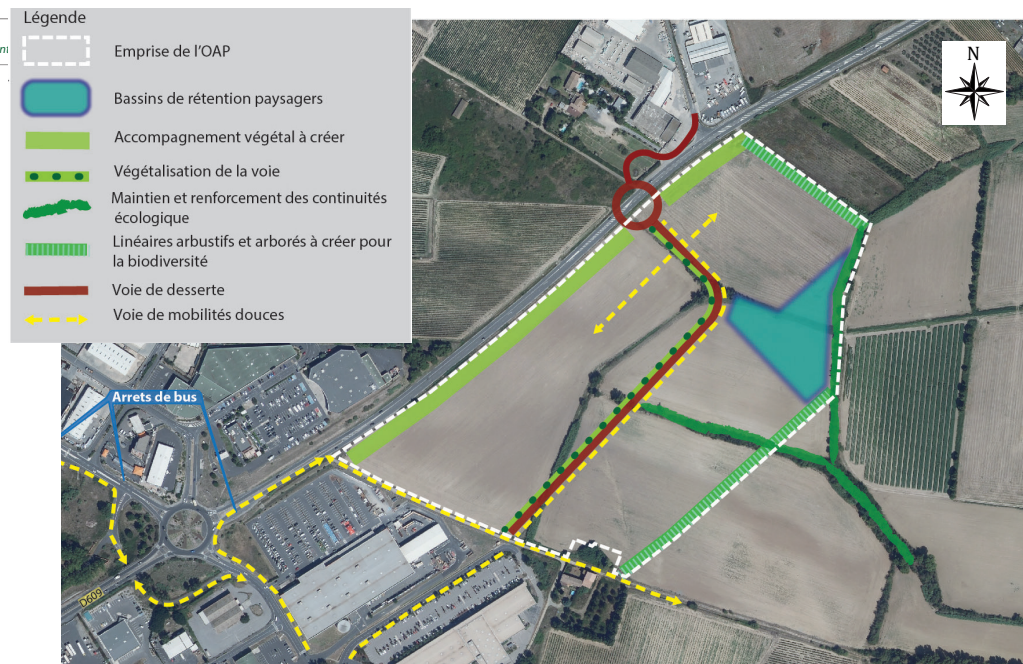 Légende
Emprise de l'OAP
Bassins de rétention paysagers
Accompagnement végétal à créer
Végétalisation de la voie
Maintien et renforcement des continuités
écologique
Linéaires arbustifs et arborés à créer pour
la biodiversité
Voie de desserte
Voie de mobilités douces
N
Arrets de bus
D609